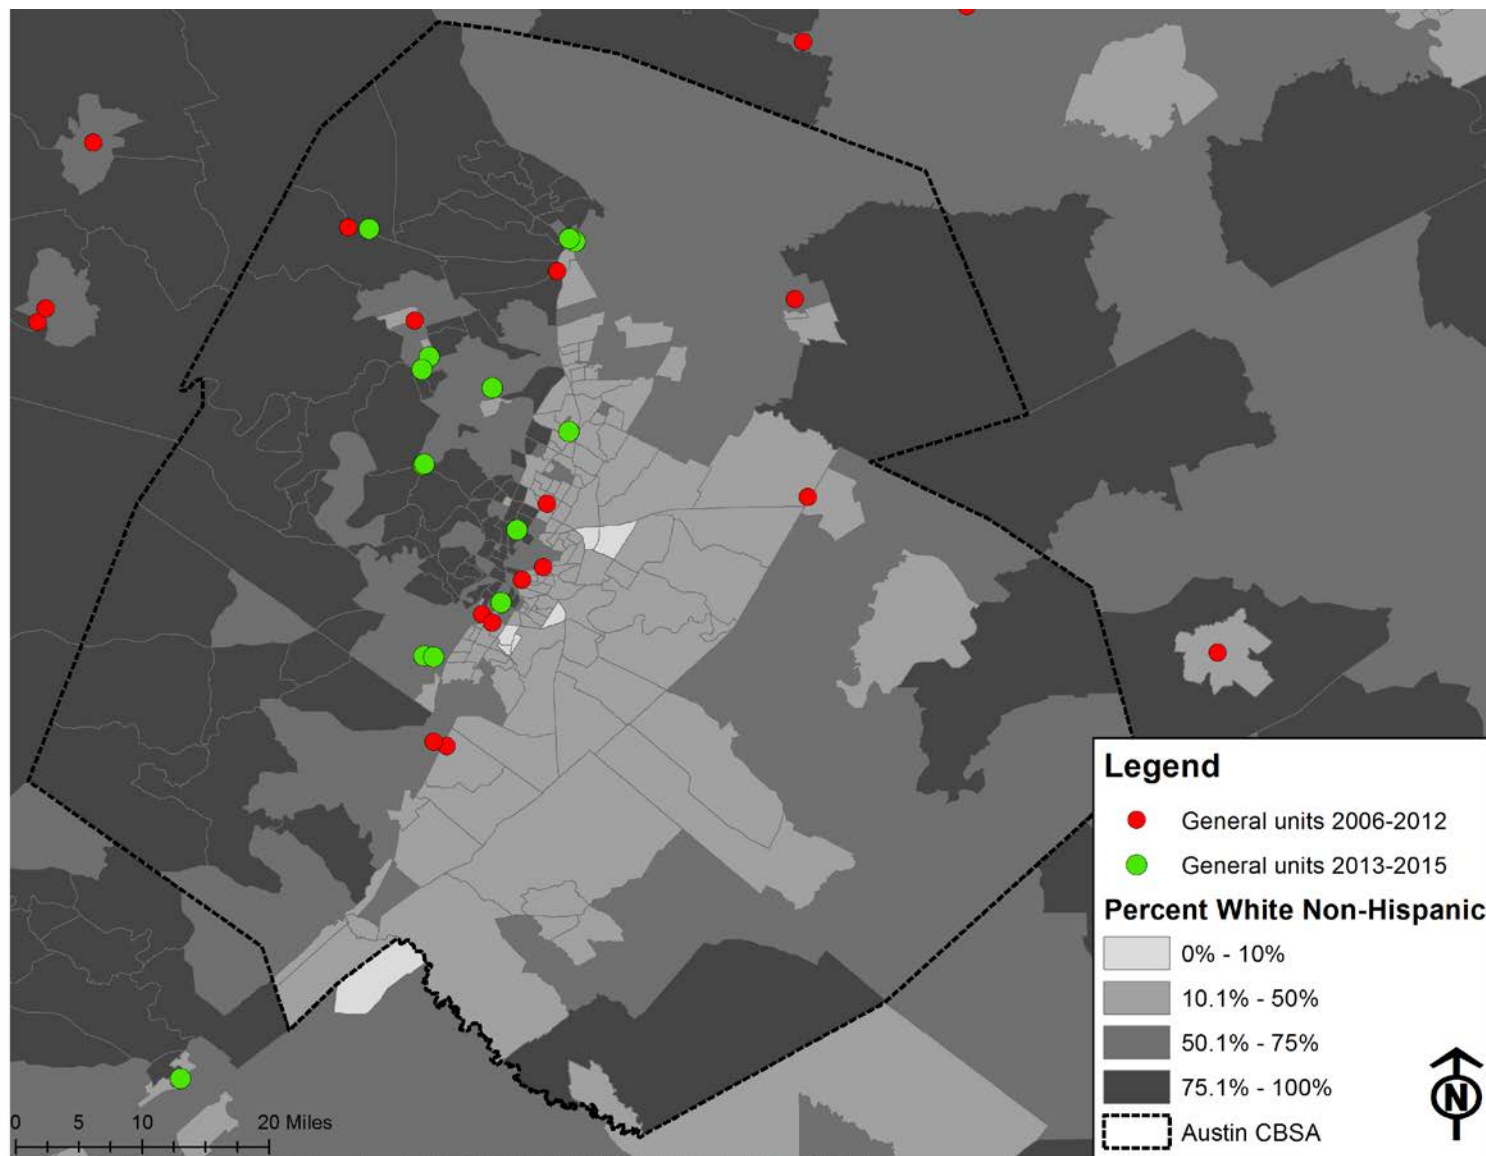 Legend
General units 2006-2012
General units 2013-2015
Percent White Non-Hispanic
0% - 10%
10.1% - 50%
50.1% - 75%
75.1% - 100%
Austin CBSA
N
0 5 10 20 Miles